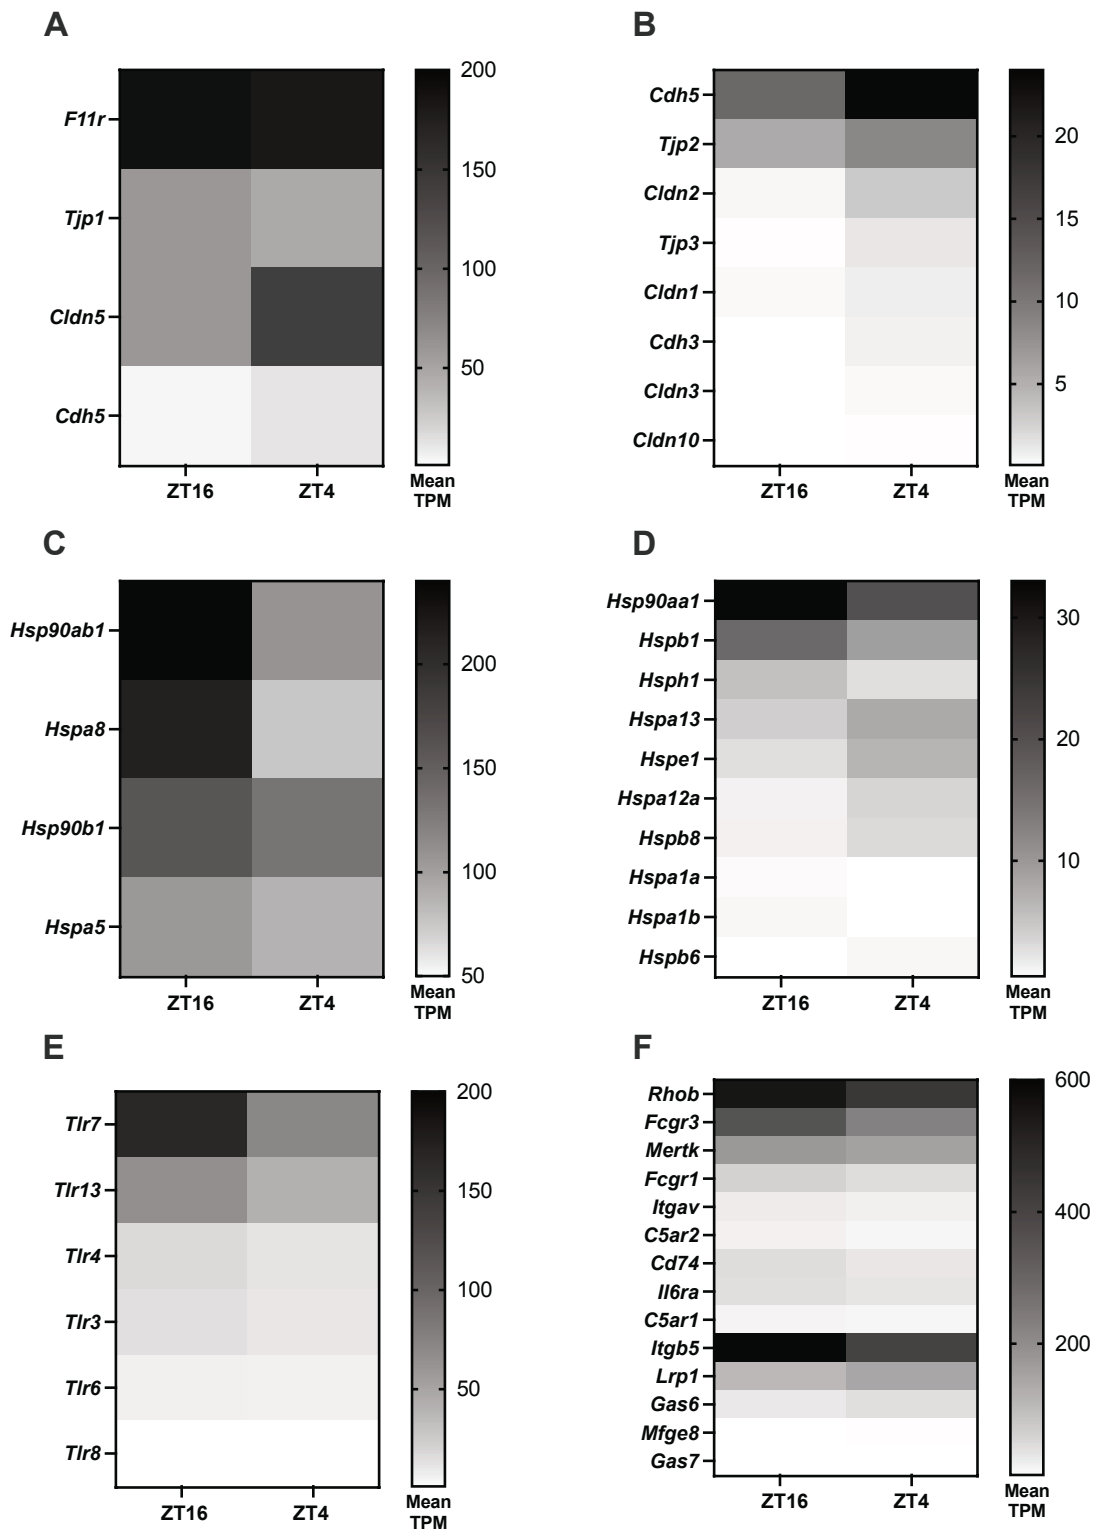 A
F11r
Tjp1
Cldn5
Cdh5
ZT16
ZT4
200
150
100
50
Mean
TPM
B
Cdh5
Tjp2
Cldn2
Tjp3
Cldn1
Cdh3
Cldn3
Cldn10
ZT16
ZT4
20
15
10
5
Mean
TPM
C
Hsp90ab1
Hspa8
Hsp90b1
Hspa5
ZT16
ZT4
200
150
100
50
Mean
TPM
D
Hsp90aa1
Hspb1
Hsph1
Hspa13
Hspe1
Hspa12a
Hspb8
Hspa1a
Hspa1b
Hspb6
ZT16
ZT4
30
20
10
Mean
TPM
E
Tlr7
Tlr13
Tlr4
Tlr3
Tlr6
Tlr8
ZT16
ZT4
200
150
100
50
Mean
TPM
F
Rhob
Fcgr3
Mertk
Fcgr1
Itgav
C5ar2
Cd74
Il6ra
C5ar1
Itgb5
Lrp1
Gas6
Mfge8
Gas7
ZT16
ZT4
600
400
200
Mean
TPM